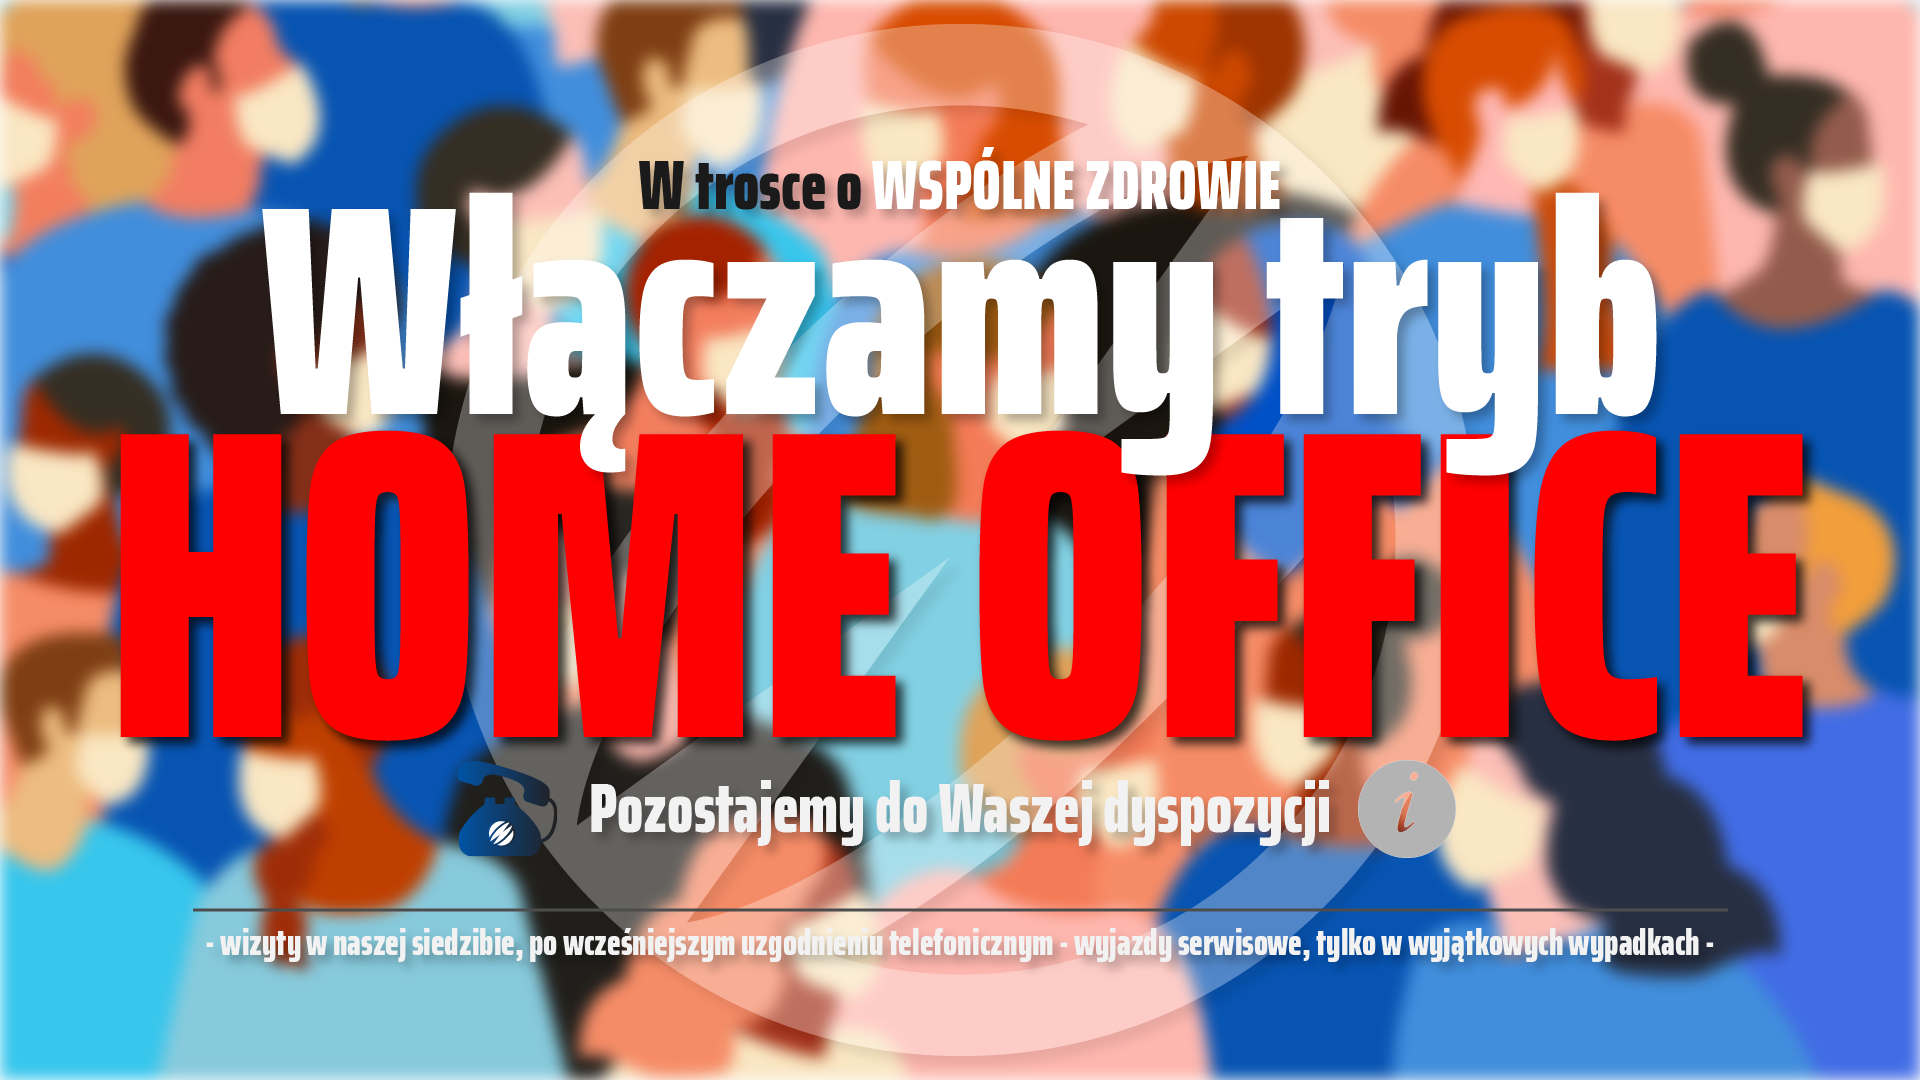 W trosce o WSPÓLNE ZDROWIE
Włączamy tryb
HOME OFFICE
Pozostajemy do Waszej dyspozycji
i
- wizyty w naszej siedzibie, po wcześniejszym uzgodnieniu telefonicznym - wyjazdy serwisowe, tylko w wyjątkowych wypadkach -